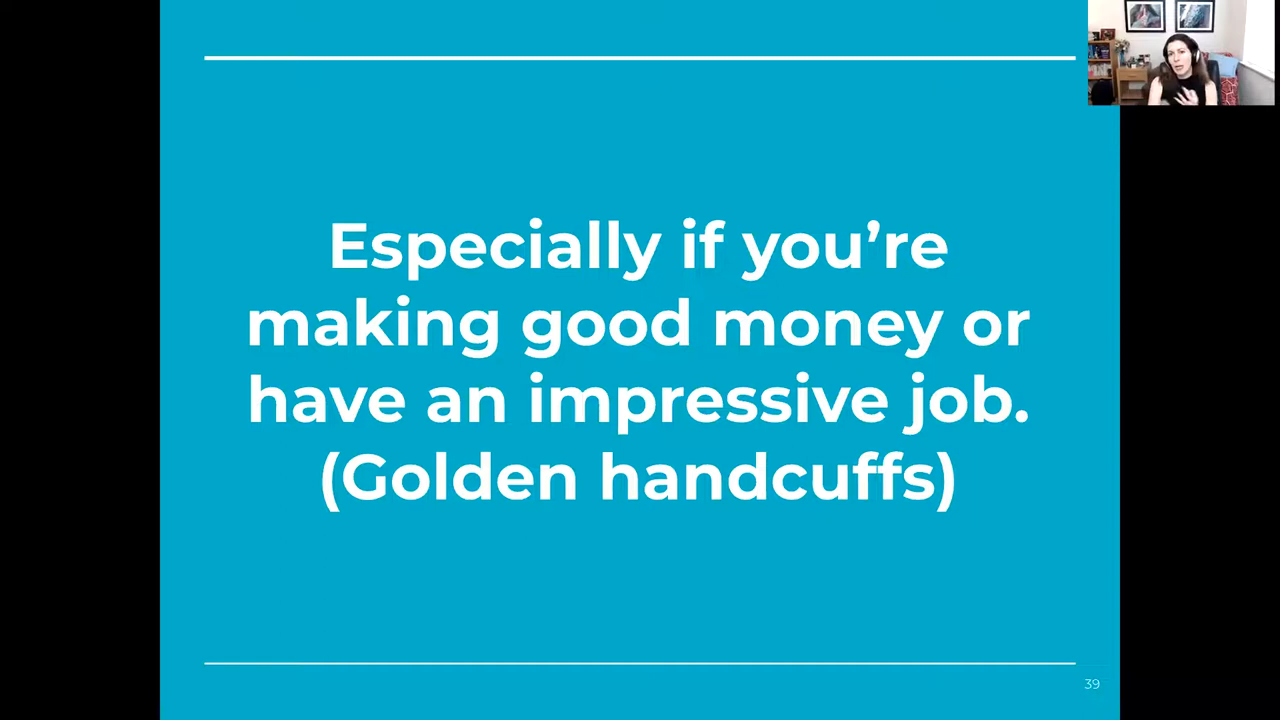 Especially if you’re
making good money or
have an impressive job.
(Golden handcuffs)
39